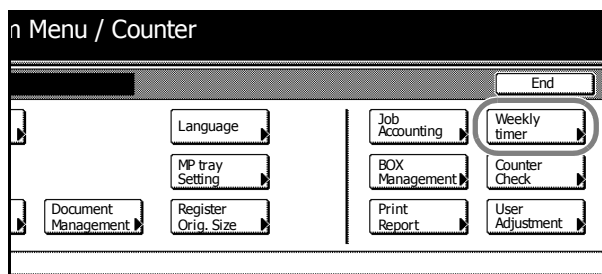 n Menu / Counter
End
Language
Job
Accounting
Weekly
timer
MP tray
Setting
BOX
Management
Counter
Check
Document
Management
Register
Orig. Size
Print
Report
User
Adjustment